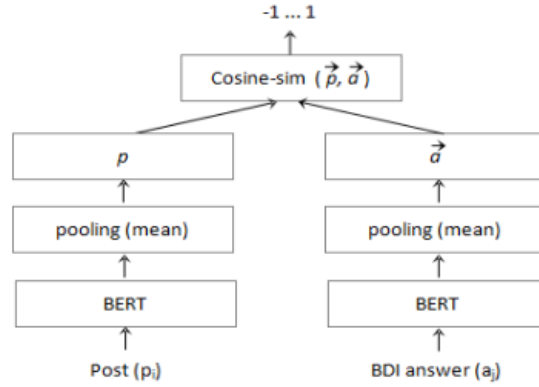 -1 ... 1
Cosine-sim (p⃗, a⃗)
p
a⃗
pooling (mean)
pooling (mean)
BERT
BERT
Post (pᵢ)
BDI answer (aⱼ)